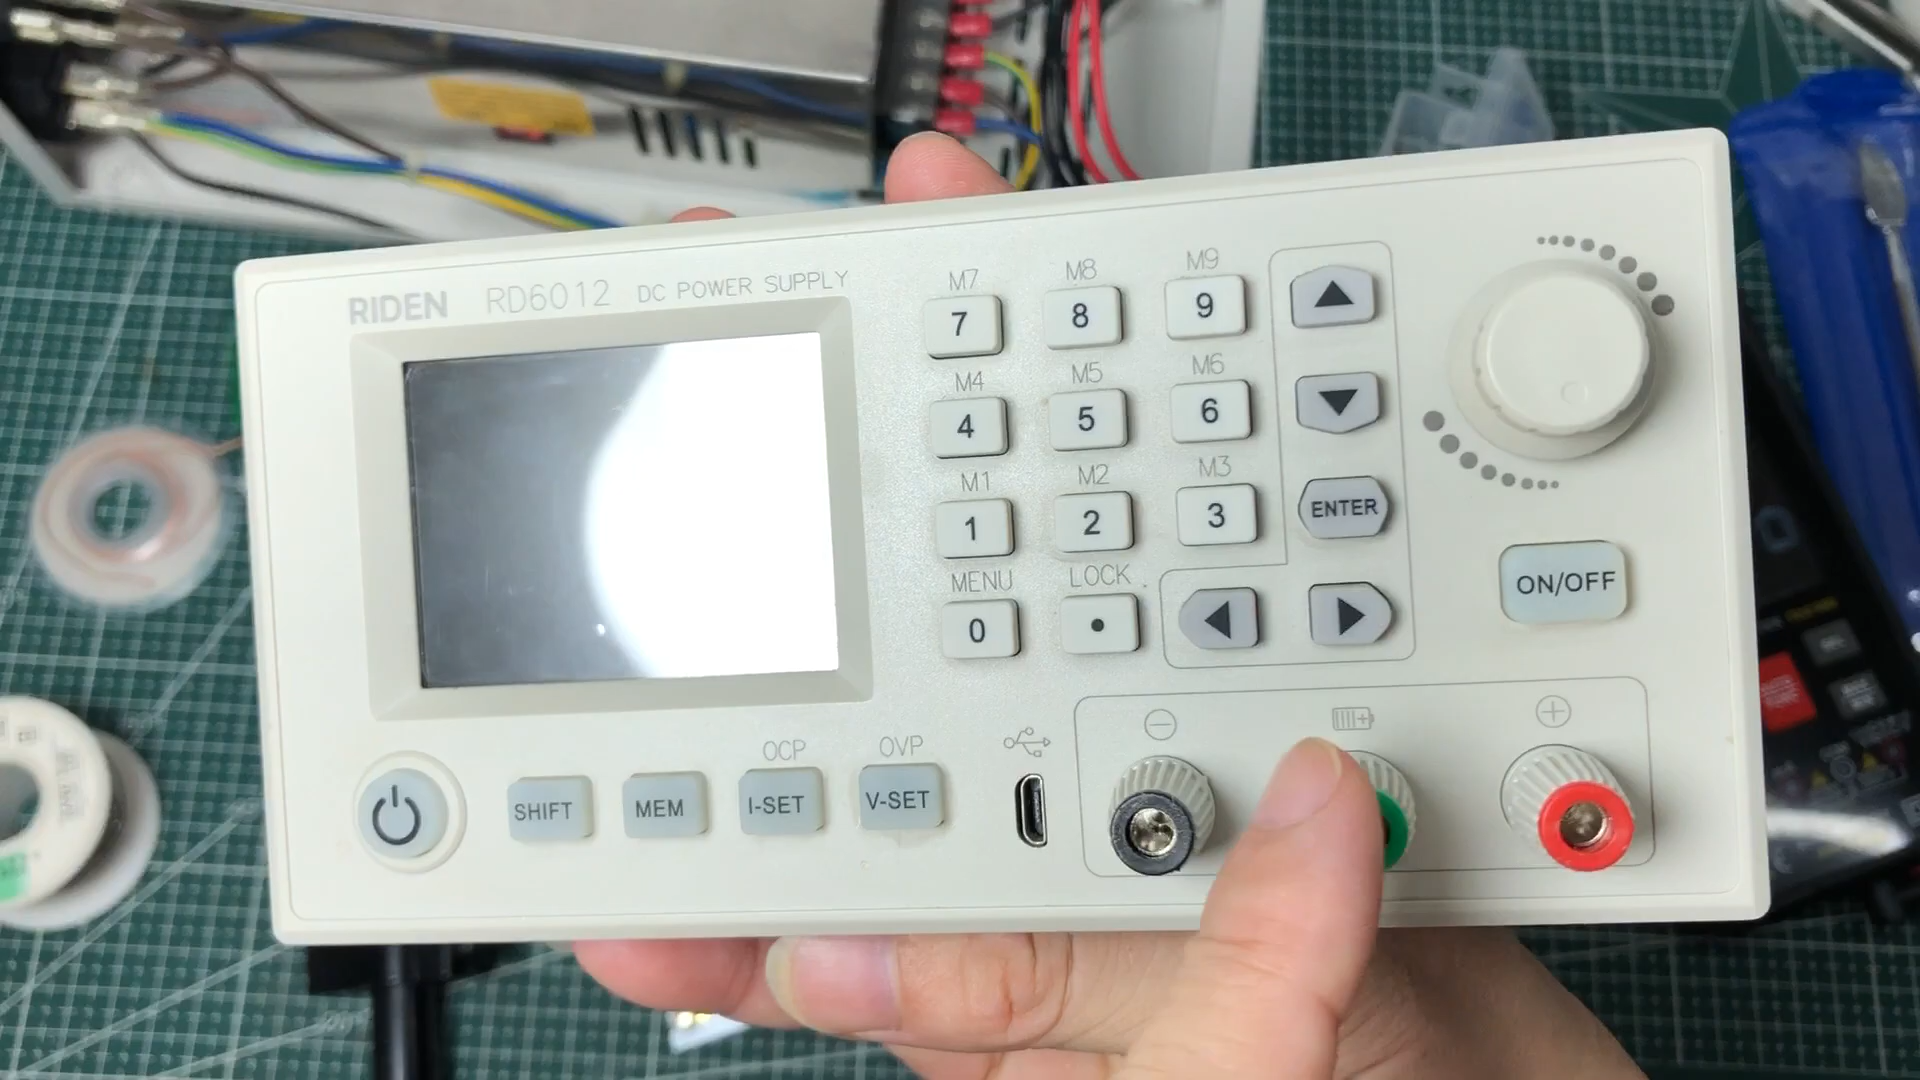 RIDEN RD6012 DC POWER SUPPLY
M7 M8 M9
7 8 9
M4 M5 M6
4 5 6
M1 M2 M3
1 2 3
ENTER
MENU LOCK
0 •
ON/OFF
OCP OVP
SHIFT MEM I-SET V-SET